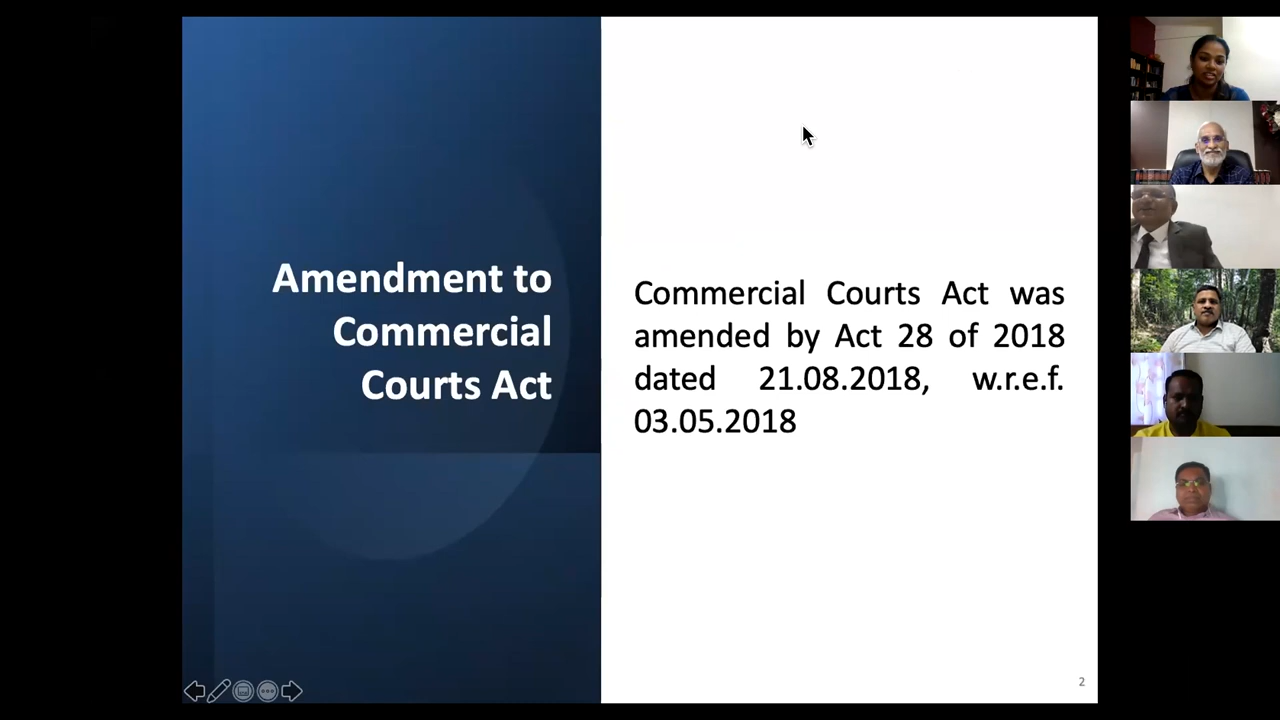 Amendment to
Commercial
Courts Act
Commercial Courts Act was
amended by Act 28 of 2018
dated 21.08.2018, w.r.e.f.
03.05.2018
2